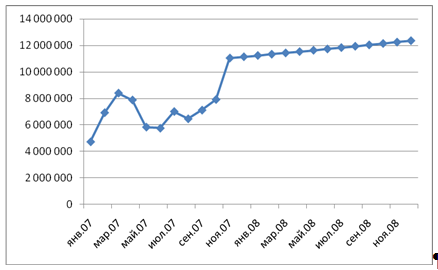 14 000 000
12 000 000
10 000 000
8 000 000
6 000 000
4 000 000
2 000 000
0
янв.07
мар.07
май.07
июл.07
сен.07
ноя.07
янв.08
мар.08
май.08
июл.08
сен.08
ноя.08